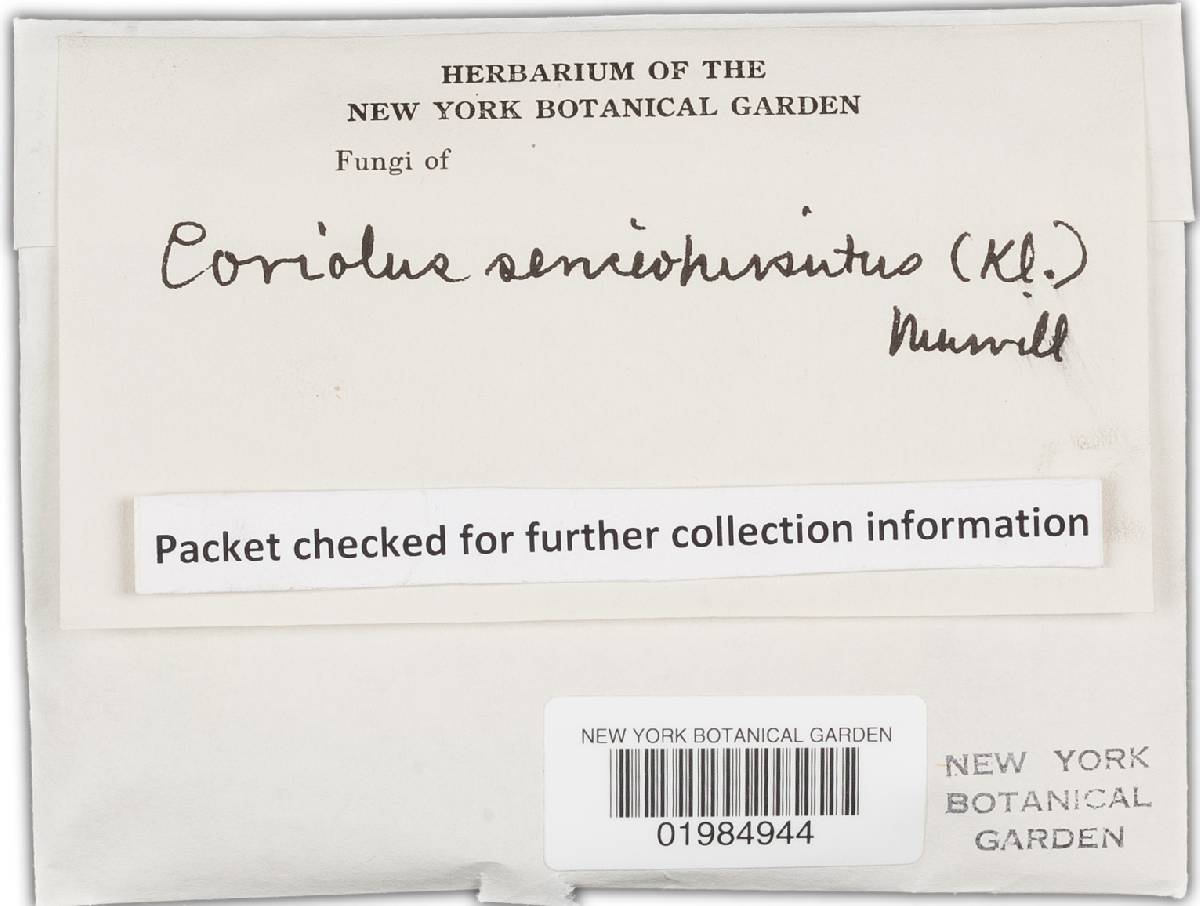 HERBARIUM OF THE
NEW YORK BOTANICAL GARDEN
Fungi of
Coriolus sericohirsutus (Kl.)
Murrill
Packet checked for further collection information
NEW YORK BOTANICAL GARDEN
01984944
NEW YORK
BOTANICAL
GARDEN